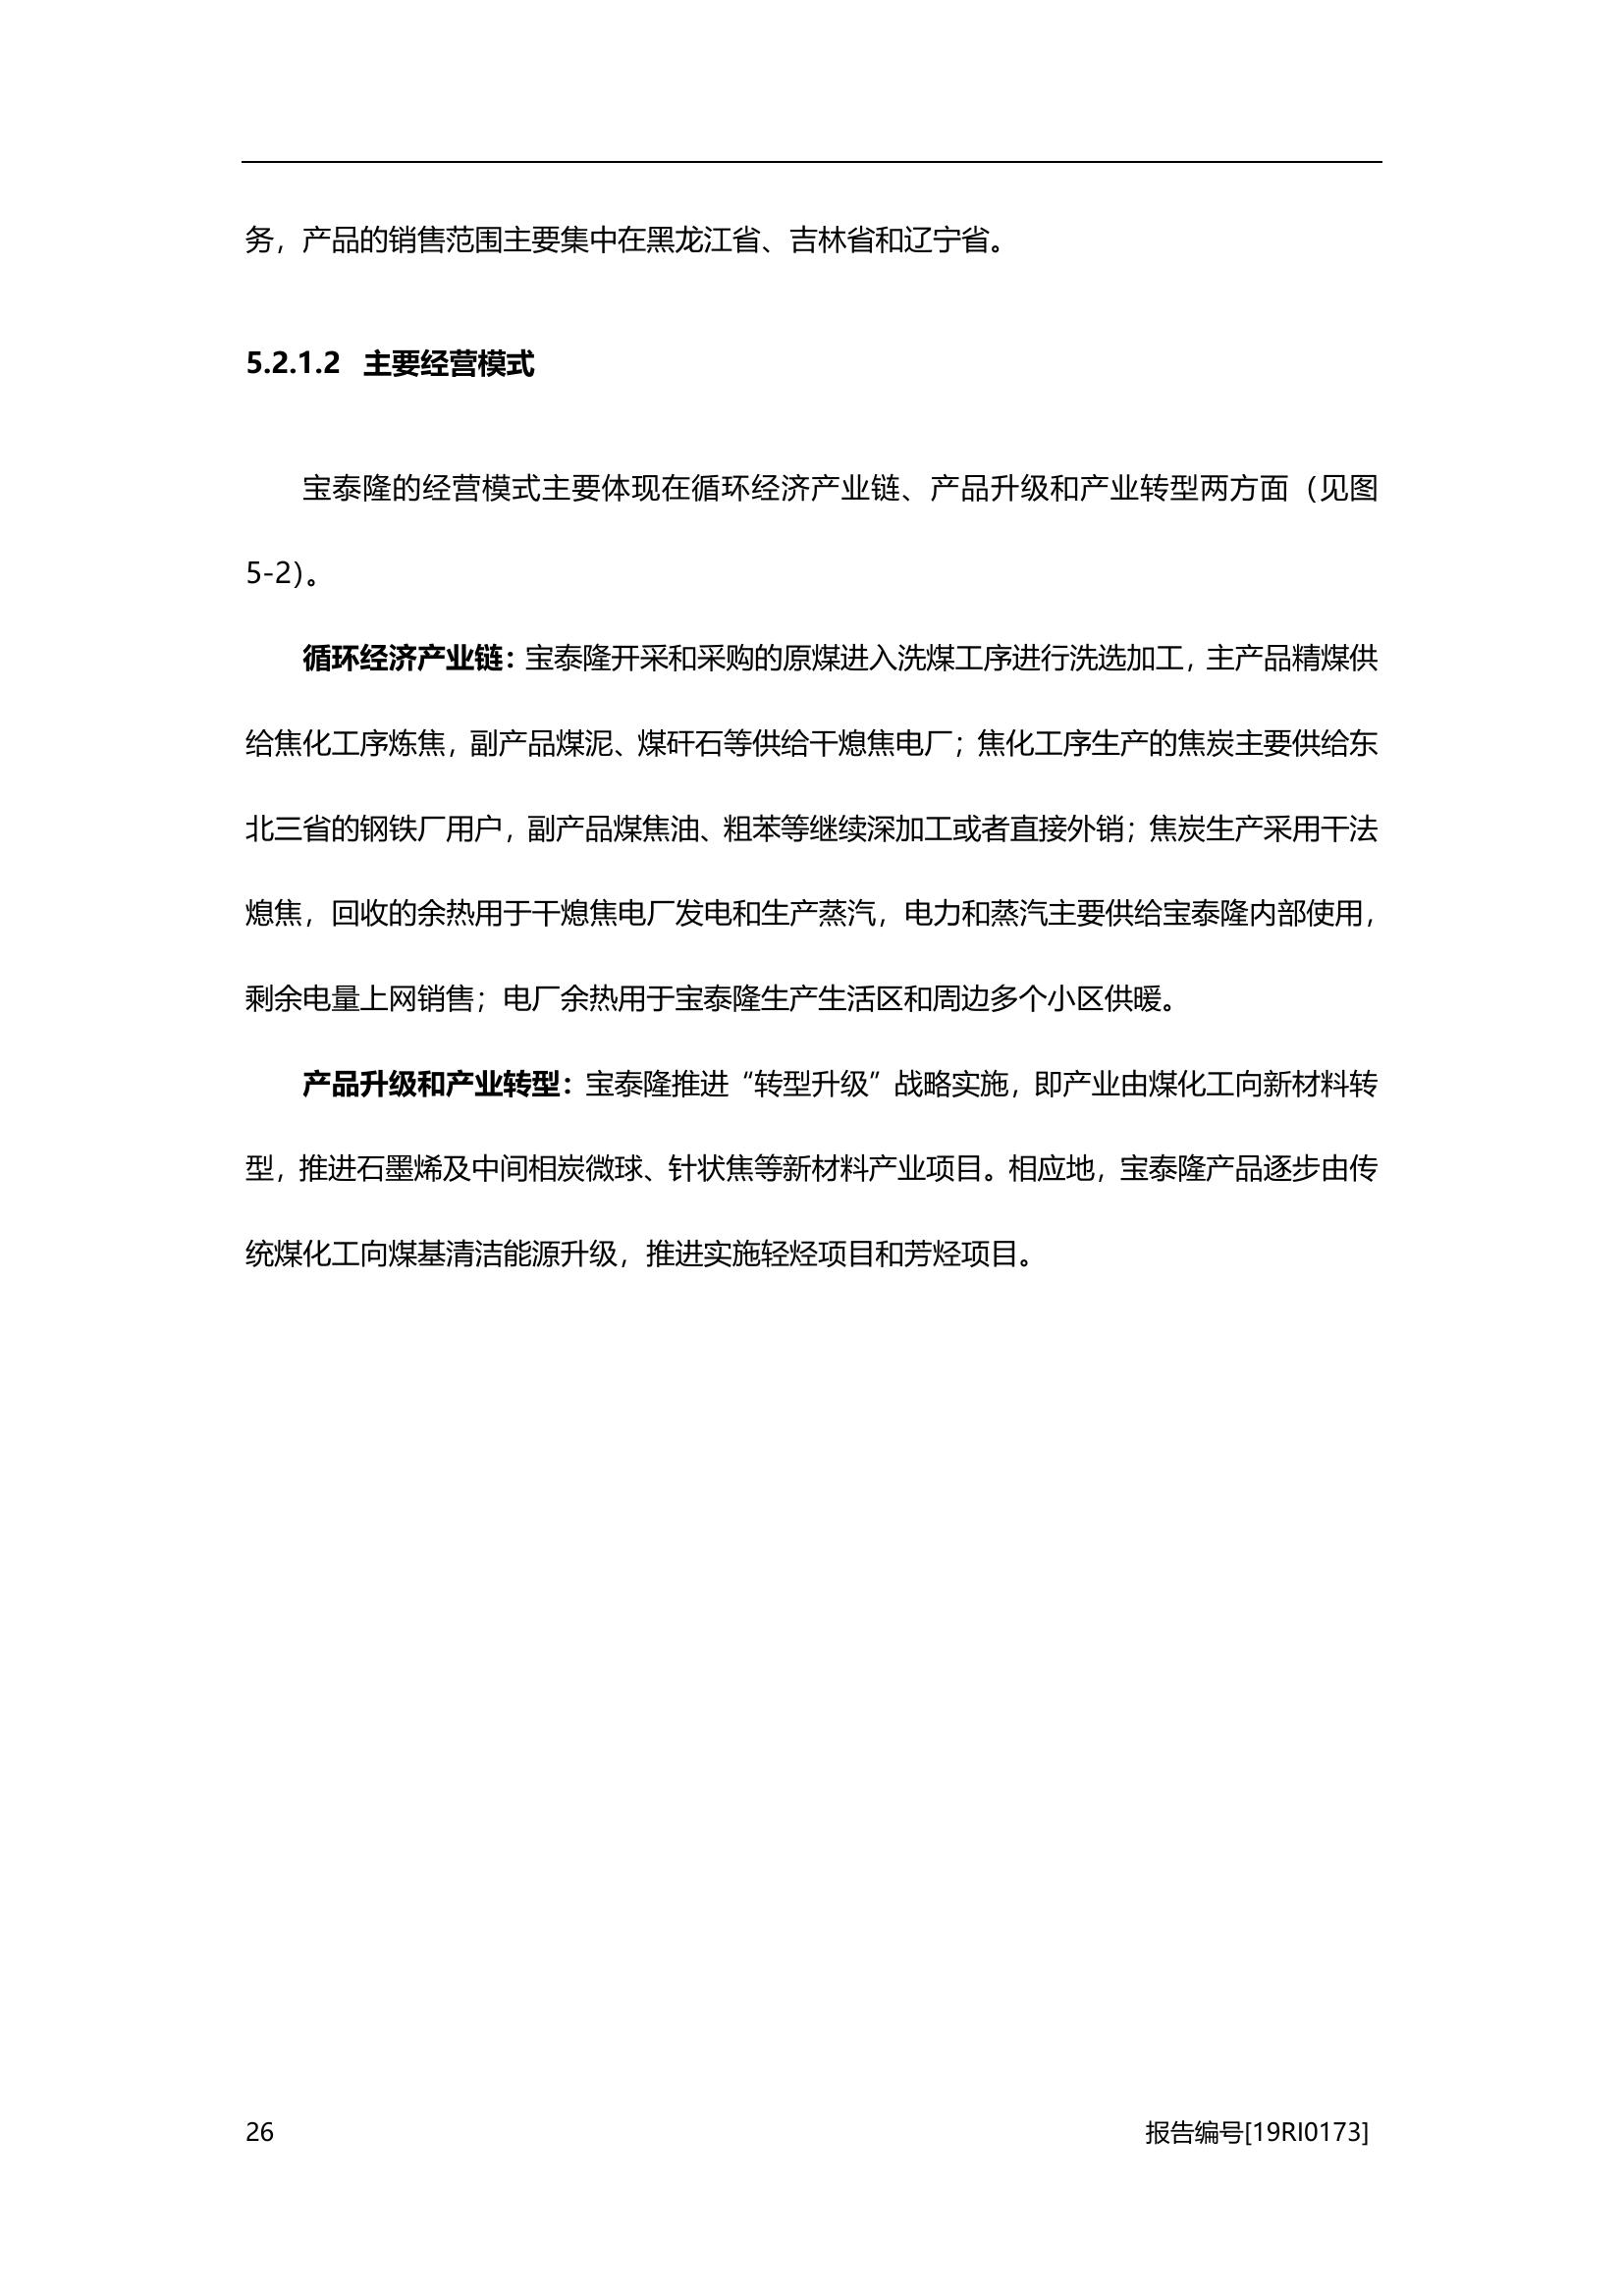 务，产品的销售范围主要集中在黑龙江省、吉林省和辽宁省。
5.2.1.2 主要经营模式
宝泰隆的经营模式主要体现在循环经济产业链、产品升级和产业转型两方面（见图
5-2）。
循环经济产业链：宝泰隆开采和采购的原煤进入洗煤工序进行洗选加工，主产品精煤供
给焦化工序炼焦，副产品煤泥、煤矸石等供给干熄焦电厂；焦化工序生产的焦炭主要供给东
北三省的钢铁厂用户，副产品煤焦油、粗苯等继续深加工或者直接外销；焦炭生产采用干法
熄焦，回收的余热用于干熄焦电厂发电和生产蒸汽，电力和蒸汽主要供给宝泰隆内部使用，
剩余电量上网销售；电厂余热用于宝泰隆生产生活区和周边多个小区供暖。
产品升级和产业转型：宝泰隆推进“转型升级”战略实施，即产业由煤化工向新材料转
型，推进石墨烯及中间相炭微球、针状焦等新材料产业项目。相应地，宝泰隆产品逐步由传
统煤化工向煤基清洁能源升级，推进实施轻烃项目和芳烃项目。
26 报告编号[19RI0173]